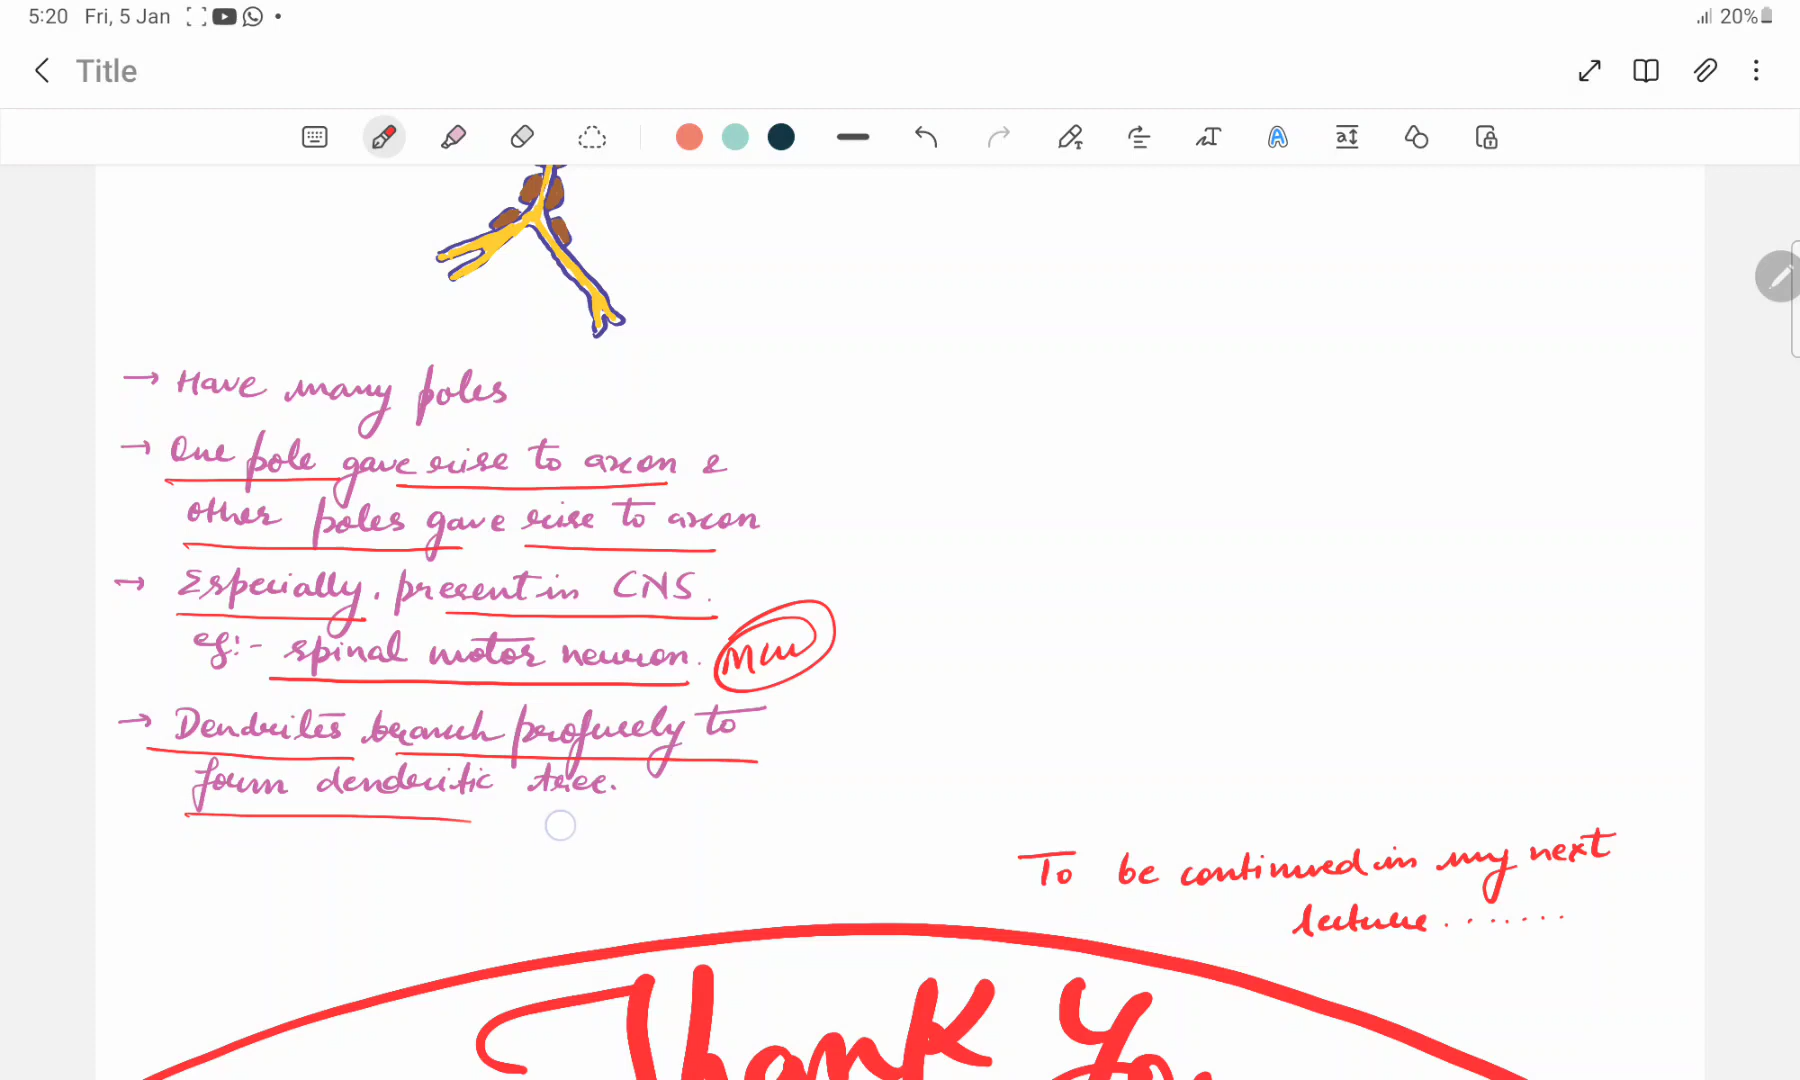 5:20 Fri, 5 Jan
20%
Title
→ Have many poles
→ One pole gave rise to axon &
other poles gave rise to axon
→ Especially, present in CNS.
eg:- spinal motor neuron.
→ Dendrites branch profusely to
form dendritic tree.
To be continued in my next
lecture.......
Thank You